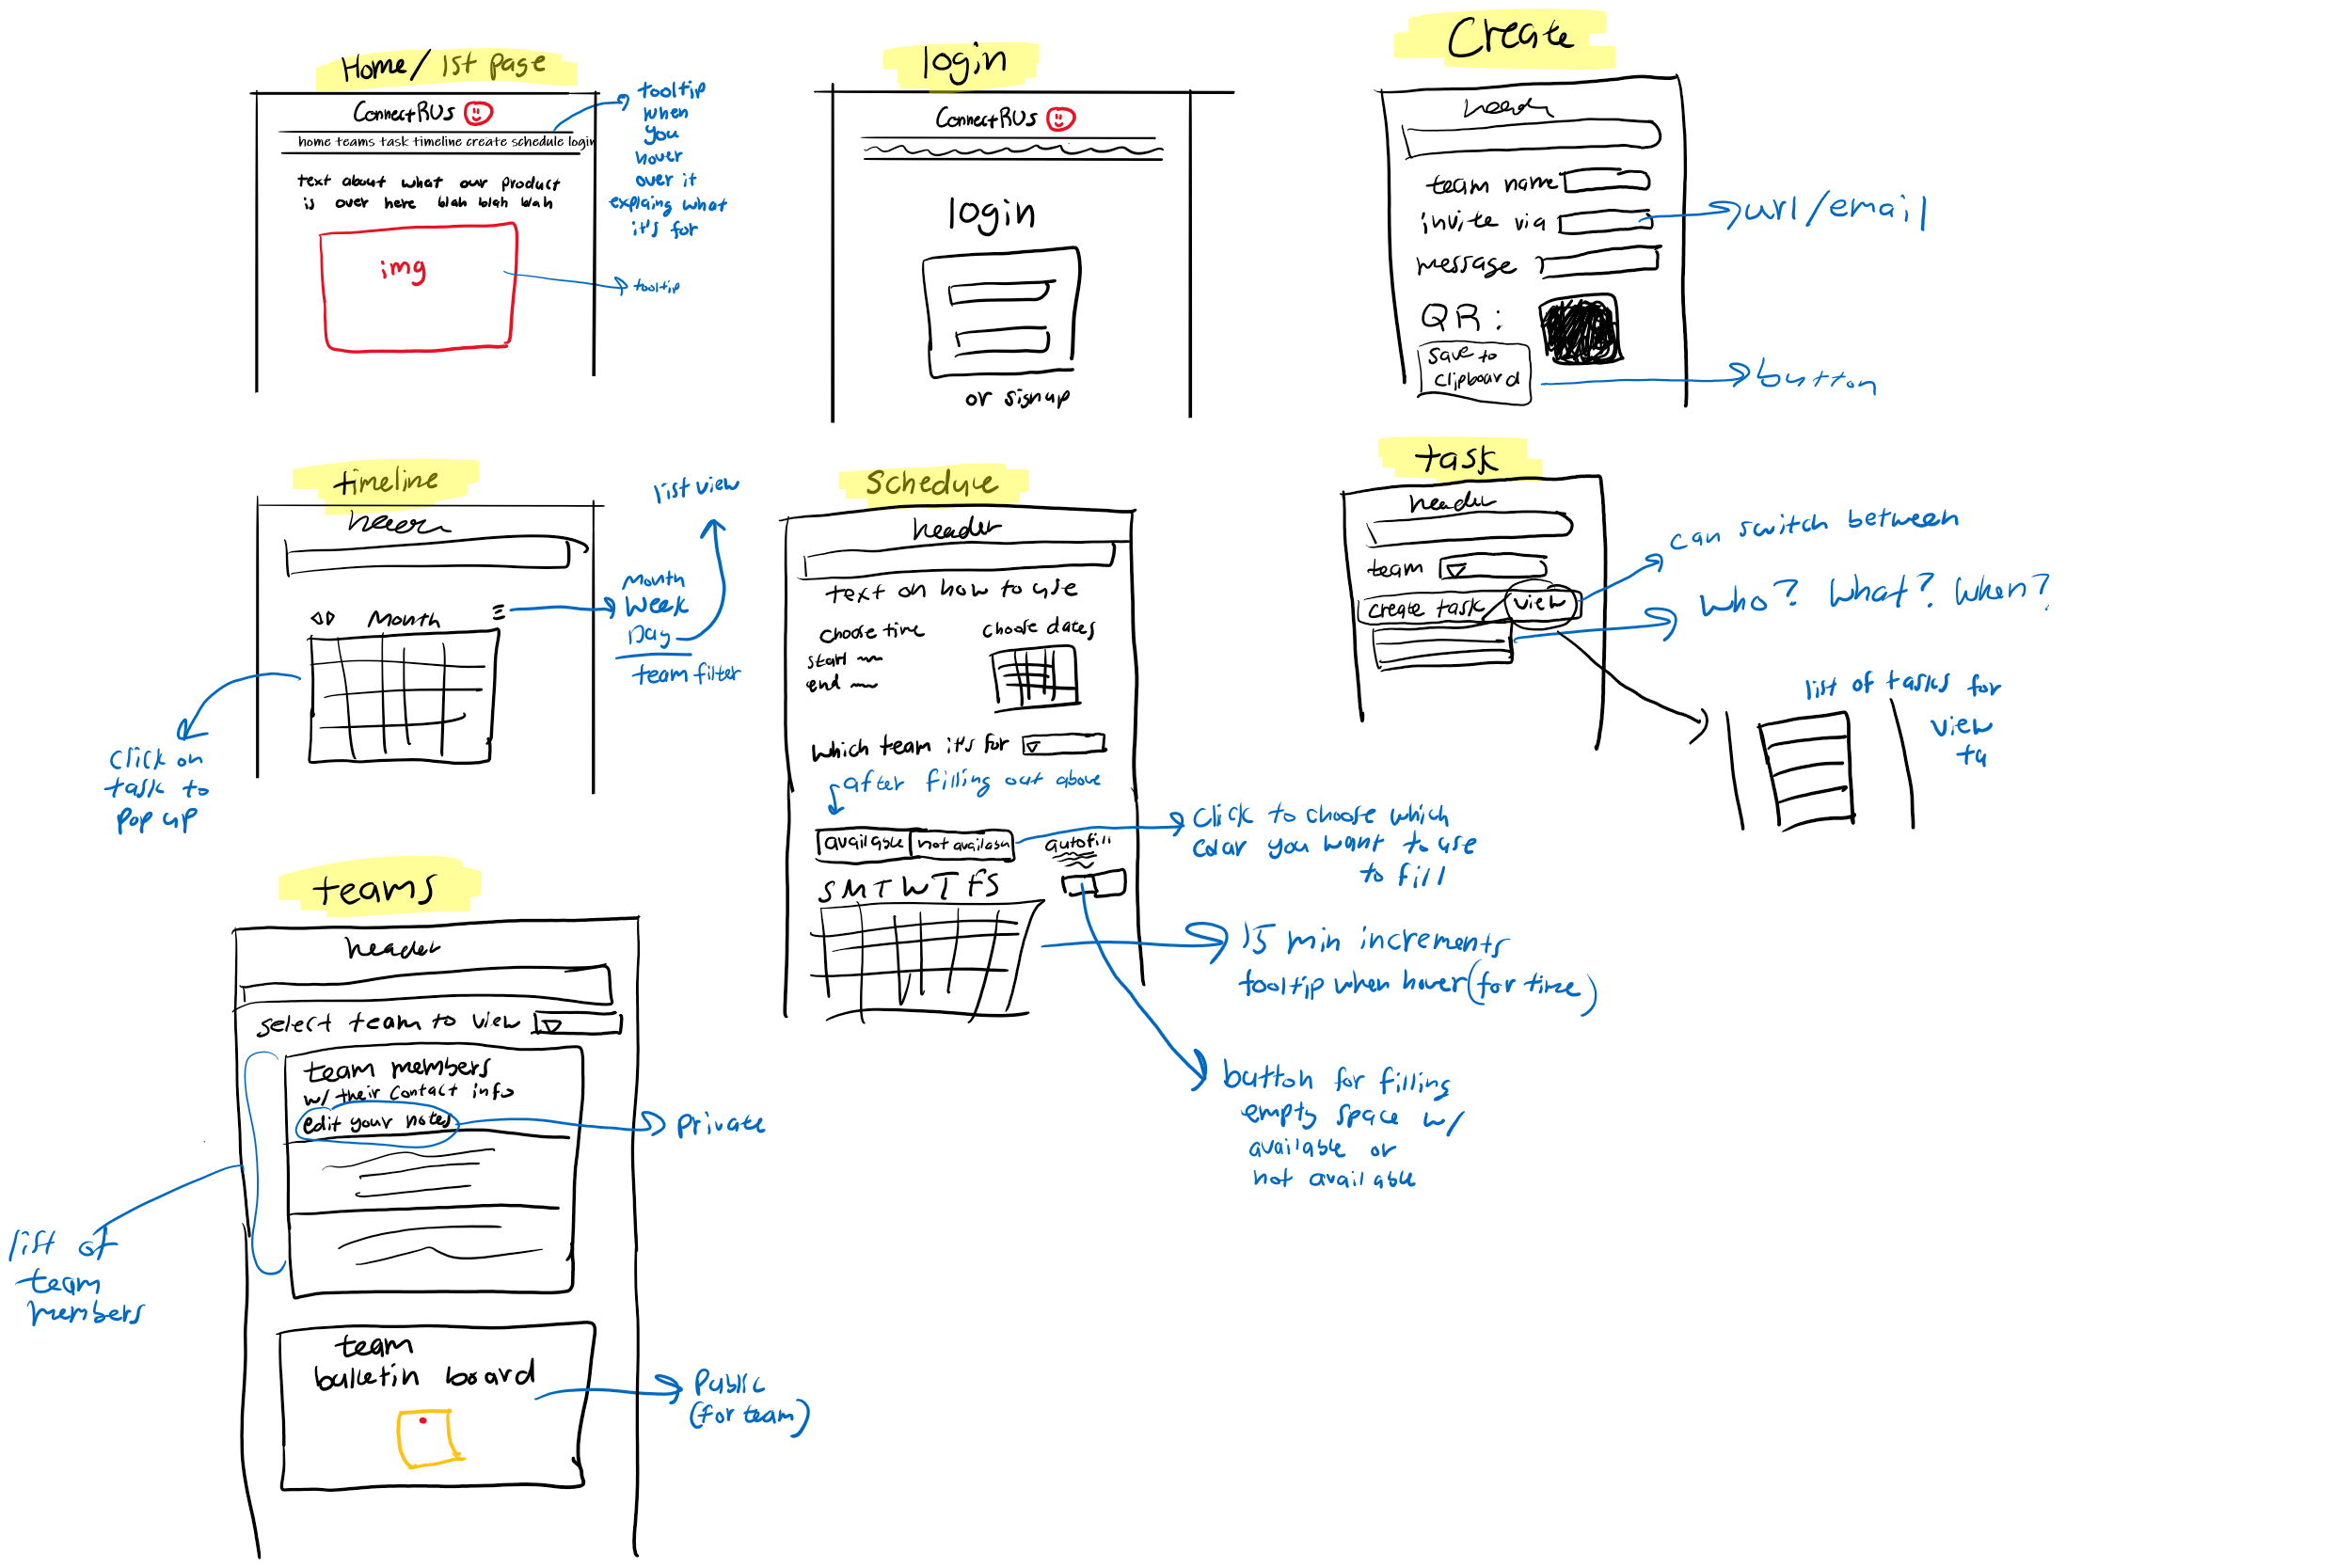 Home/ 1st page
ConnectRUs
home teams task timeline create schedule login
text about what our product
is over here blah blah blah
img
tooltip
when
you
hover
over it
explaing what
it's for
tooltip
login
ConnectRUs
login
or signup
Create
team name
invite via
message
url/email
QR:
save to
clipboard
button
timeline
Month
list view
Month
Week
Day
team filter
click on
task to
pop up
Schedule
header
text on how to use
choose time
choose dates
start
end
which team it's for
after filling out above
available
not available
autofill
S M T W T F S
click to choose which
color you want to use
to fill
15 min increments
tooltip when hover (for time)
button for filling
empty space w/
available or
not available
task
header
team
create task
view
can switch between
who? what? when?
list of tasks for
view
ta
teams
header
select team to view
team members
w/ their contact info
edit your notes
private
list of
team
members
team
bulletin board
Public
(for team)